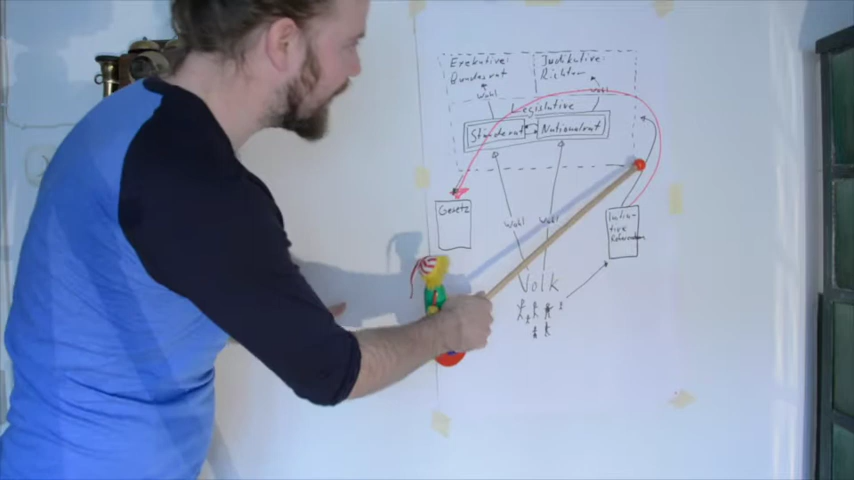 Exekutive: Judikative:
Bundesrat Richter
Wahl Wahl
Legislative
Ständerat Nationalrat
Gesetz
Wahl Wahl
Initia-
tive
Referendum
Volk